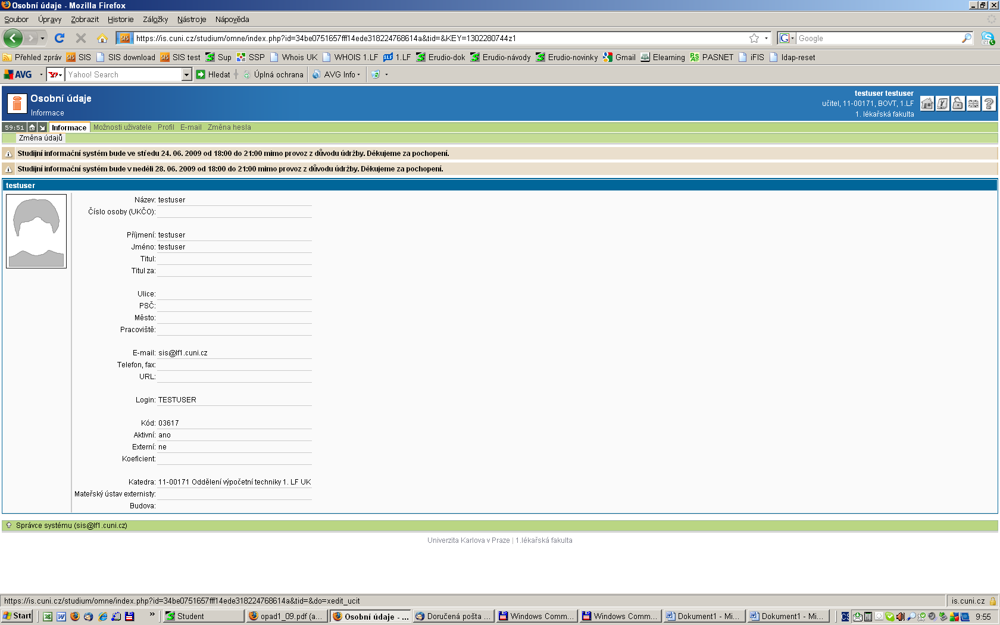 Osobní údaje - Mozilla Firefox
Soubor Úpravy Zobrazit Historie Záložky Nástroje Nápověda
https://is.cuni.cz/studium/omne/index.php?id=34be0751657fff14ede318224768614a&tid=&KEY=1302280744z1 Google
Přehled zpráv SIS SIS download SIS test Sup SSP Whois UK WHOIS 1.LF 1.LF Erudio-dok Erudio-návody Erudio-novinky Gmail Elearning PASNET iFIS ldap-reset
AVG Yahoo! Search Hledat Úplná ochrana AVG Info
Osobní údaje
Informace
testuser testuser
učitel, 11-00171, BOVT, 1.LF
1. lékařská fakulta
59:51 Informace Možnosti uživatele Profil E-mail Změna hesla
Změna údajů
Studijní informační systém bude ve středu 24. 06. 2009 od 18:00 do 21:00 mimo provoz z důvodu údržby. Děkujeme za pochopení.
Studijní informační systém bude v neděli 28. 06. 2009 od 18:00 do 21:00 mimo provoz z důvodu údržby. Děkujeme za pochopení.
testuser
Název: testuser
Číslo osoby (UKČO):
Příjmení: testuser
Jméno: testuser
Titul:
Titul za:
Ulice:
PSČ:
Město:
Pracoviště:
E-mail: sis@lf1.cuni.cz
Telefon, fax:
URL:
Login: TESTUSER
Kód: 03617
Aktivní: ano
Externí: ne
Koeficient:
Katedra: 11-00171 Oddělení výpočetní techniky 1. LF UK
Mateřský ústav externisty:
Budova:
Správce systému (sis@lf1.cuni.cz)
Univerzita Karlova v Praze | 1.lékařská fakulta
https://is.cuni.cz/studium/omne/index.php?id=34be0751657fff14ede318224768614a&tid=&do=xedit_ucit is.cuni.cz
Start » Student opad1_09.pdf (a... Osobní údaje - ... Doručená pošta ... Windows Comm... Windows Comm... Dokument1 - Mi... Dokument1 - Mi... CS 9:55